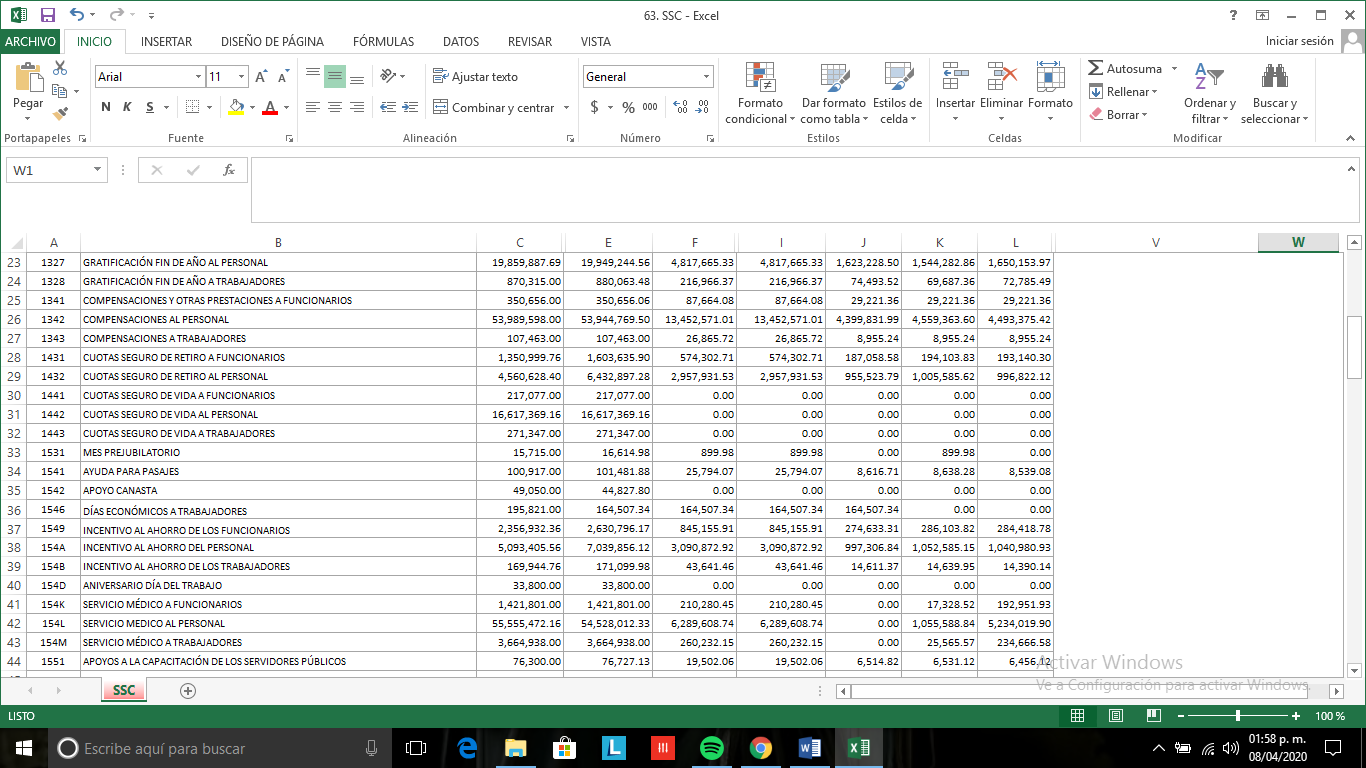 63. SSC - Excel
ARCHIVO INICIO INSERTAR DISEÑO DE PÁGINA FÓRMULAS DATOS REVISAR VISTA Iniciar sesión
Arial 11 Ajustar texto General Autosuma
Pegar N K S Combinar y centrar $ % 000 Formato condicional Dar formato como tabla Estilos de celda Insertar Eliminar Formato Rellenar Borrar Ordenar y filtrar Buscar y seleccionar
Portapapeles Fuente Alineación Número Estilos Celdas Modificar
W1 fx
A B C E F I J K L V W
23 1327 GRATIFICACIÓN FIN DE AÑO AL PERSONAL 19,859,887.69 19,949,244.56 4,817,665.33 4,817,665.33 1,623,228.50 1,544,282.86 1,650,153.97
24 1328 GRATIFICACIÓN FIN DE AÑO A TRABAJADORES 870,315.00 880,063.48 216,966.37 216,966.37 74,493.52 69,687.36 72,785.49
25 1341 COMPENSACIONES Y OTRAS PRESTACIONES A FUNCIONARIOS 350,656.00 350,656.06 87,664.08 87,664.08 29,221.36 29,221.36 29,221.36
26 1342 COMPENSACIONES AL PERSONAL 53,989,598.00 53,944,769.50 13,452,571.01 13,452,571.01 4,399,831.99 4,559,363.60 4,493,375.42
27 1343 COMPENSACIONES A TRABAJADORES 107,463.00 107,463.00 26,865.72 26,865.72 8,955.24 8,955.24 8,955.24
28 1431 CUOTAS SEGURO DE RETIRO A FUNCIONARIOS 1,350,999.76 1,603,635.90 574,302.71 574,302.71 187,058.58 194,103.83 193,140.30
29 1432 CUOTAS SEGURO DE RETIRO AL PERSONAL 4,560,628.40 6,432,897.28 2,957,931.53 2,957,931.53 955,523.79 1,005,585.62 996,822.12
30 1441 CUOTAS SEGURO DE VIDA A FUNCIONARIOS 217,077.00 217,077.00 0.00 0.00 0.00 0.00 0.00
31 1442 CUOTAS SEGURO DE VIDA AL PERSONAL 16,617,369.16 16,617,369.16 0.00 0.00 0.00 0.00 0.00
32 1443 CUOTAS SEGURO DE VIDA A TRABAJADORES 271,347.00 271,347.00 0.00 0.00 0.00 0.00 0.00
33 1531 MES PREJUBILATORIO 15,715.00 16,614.98 899.98 899.98 0.00 899.98 0.00
34 1541 AYUDA PARA PASAJES 100,917.00 101,481.88 25,794.07 25,794.07 8,616.71 8,638.28 8,539.08
35 1542 APOYO CANASTA 49,050.00 44,827.80 0.00 0.00 0.00 0.00 0.00
36 1546 DÍAS ECONÓMICOS A TRABAJADORES 195,821.00 164,507.34 164,507.34 164,507.34 164,507.34 0.00 0.00
37 1549 INCENTIVO AL AHORRO DE LOS FUNCIONARIOS 2,356,932.36 2,630,796.17 845,155.91 845,155.91 274,633.31 286,103.82 284,418.78
38 154A INCENTIVO AL AHORRO DEL PERSONAL 5,093,405.56 7,039,856.12 3,090,872.92 3,090,872.92 997,306.84 1,052,585.15 1,040,980.93
39 154B INCENTIVO AL AHORRO DE LOS TRABAJADORES 169,944.76 171,099.98 43,641.46 43,641.46 14,611.37 14,639.95 14,390.14
40 154D ANIVERSARIO DÍA DEL TRABAJO 33,800.00 33,800.00 0.00 0.00 0.00 0.00 0.00
41 154K SERVICIO MÉDICO A FUNCIONARIOS 1,421,801.00 1,421,801.00 210,280.45 210,280.45 0.00 17,328.52 192,951.93
42 154L SERVICIO MEDICO AL PERSONAL 55,555,472.16 54,528,012.33 6,289,608.74 6,289,608.74 0.00 1,055,588.84 5,234,019.90
43 154M SERVICIO MÉDICO A TRABAJADORES 3,664,938.00 3,664,938.00 260,232.15 260,232.15 0.00 25,565.57 234,666.58
44 1551 APOYOS A LA CAPACITACIÓN DE LOS SERVIDORES PÚBLICOS 76,300.00 76,727.13 19,502.06 19,502.06 6,514.82 6,531.12 6,456.12
Activar Windows
Ve a Configuración para activar Windows.
SSC
LISTO 100 %
Escribe aquí para buscar 01:58 p. m.
08/04/2020